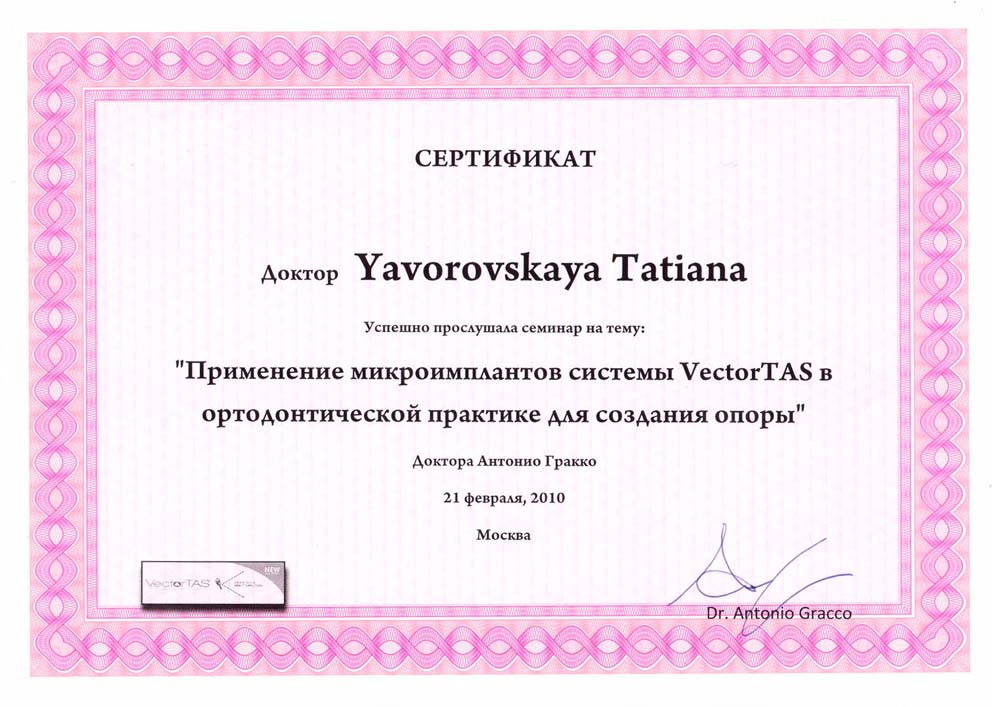 СЕРТИФИКАТ
Доктор Yavorovskaya Tatiana
Успешно прослушала семинар на тему:
"Применение микроимплантов системы VectorTAS в
ортодонтической практике для создания опоры"
Доктора Антонио Гракко
21 февраля, 2010
Москва
NEW
VectorTAS
Dr. Antonio Gracco